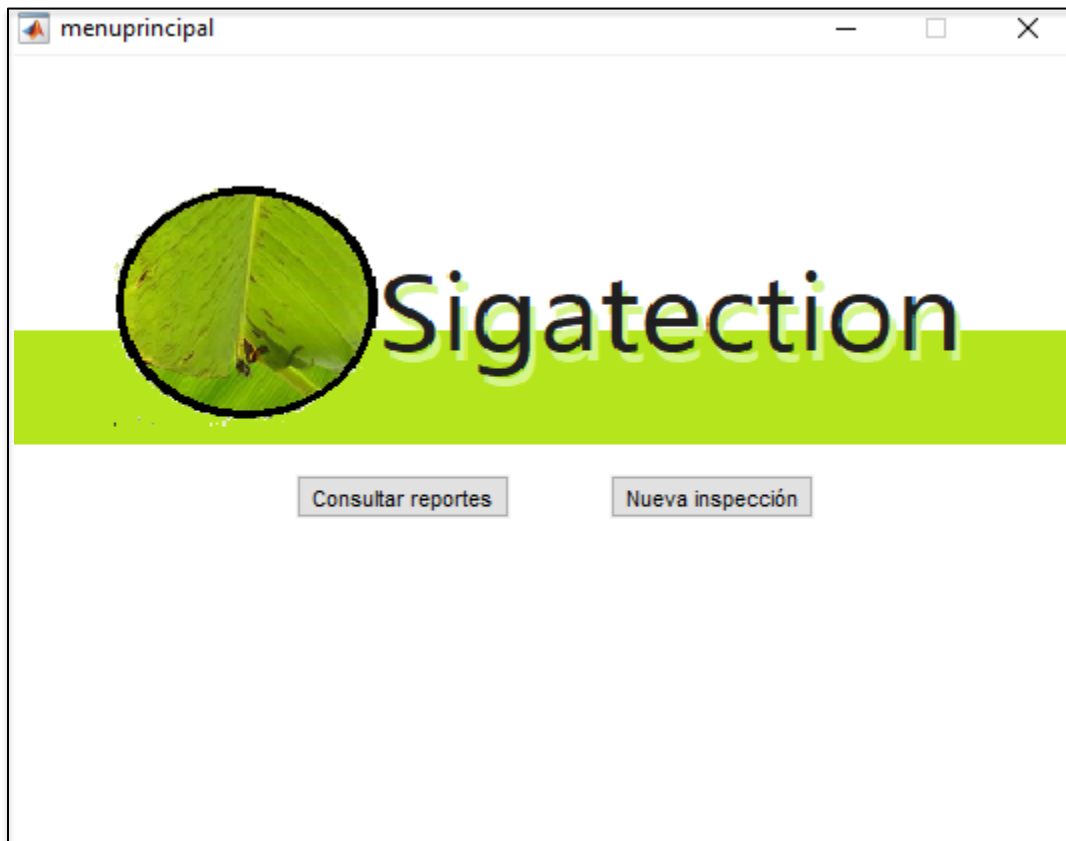 menuprincipal
Sigatection
Consultar reportes
Nueva inspección